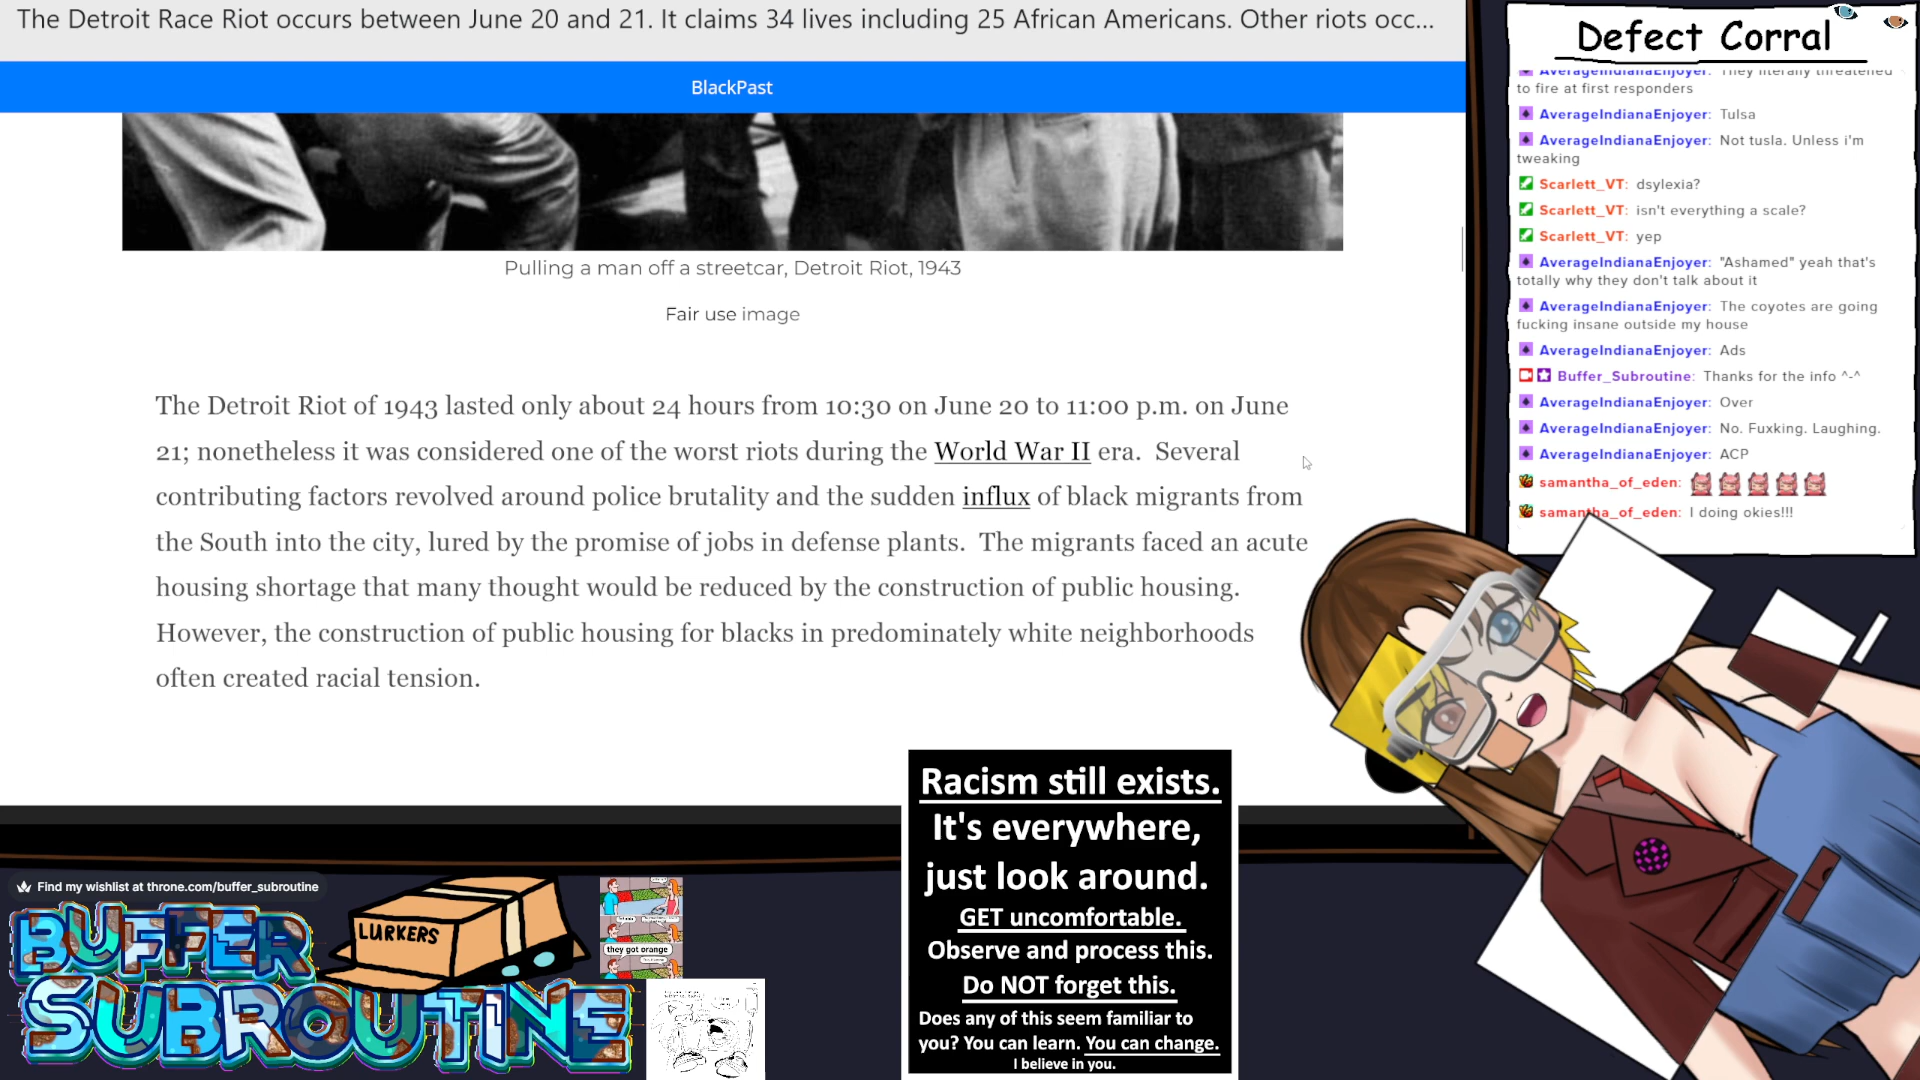 The Detroit Race Riot occurs between June 20 and 21. It claims 34 lives including 25 African Americans. Other riots occ...
BlackPast
Pulling a man off a streetcar, Detroit Riot, 1943
Fair use image
The Detroit Riot of 1943 lasted only about 24 hours from 10:30 on June 20 to 11:00 p.m. on June
21; nonetheless it was considered one of the worst riots during the World War II era.  Several
contributing factors revolved around police brutality and the sudden influx of black migrants from
the South into the city, lured by the promise of jobs in defense plants.  The migrants faced an acute
housing shortage that many thought would be reduced by the construction of public housing.
However, the construction of public housing for blacks in predominately white neighborhoods
often created racial tension.
Defect Corral
AverageIndianaEnjoyer: They literally threatened
to fire at first responders
AverageIndianaEnjoyer: Tulsa
AverageIndianaEnjoyer: Not tusla. Unless i'm
tweaking
Scarlett_VT: dsylexia?
Scarlett_VT: isn't everything a scale?
Scarlett_VT: yep
AverageIndianaEnjoyer: "Ashamed" yeah that's
totally why they don't talk about it
AverageIndianaEnjoyer: The coyotes are going
fucking insane outside my house
AverageIndianaEnjoyer: Ads
Buffer_Subroutine: Thanks for the info ^-^
AverageIndianaEnjoyer: Over
AverageIndianaEnjoyer: No. Fuxking. Laughing.
AverageIndianaEnjoyer: ACP
samantha_of_eden:
samantha_of_eden: I doing okies!!!
Racism still exists.
It's everywhere,
just look around.
GET uncomfortable.
Observe and process this.
Do NOT forget this.
Does any of this seem familiar to
you? You can learn. You can change.
I believe in you.
Find my wishlist at throne.com/buffer_subroutine
BUFFER
SUBROUTINE
LURKERS
they got orange